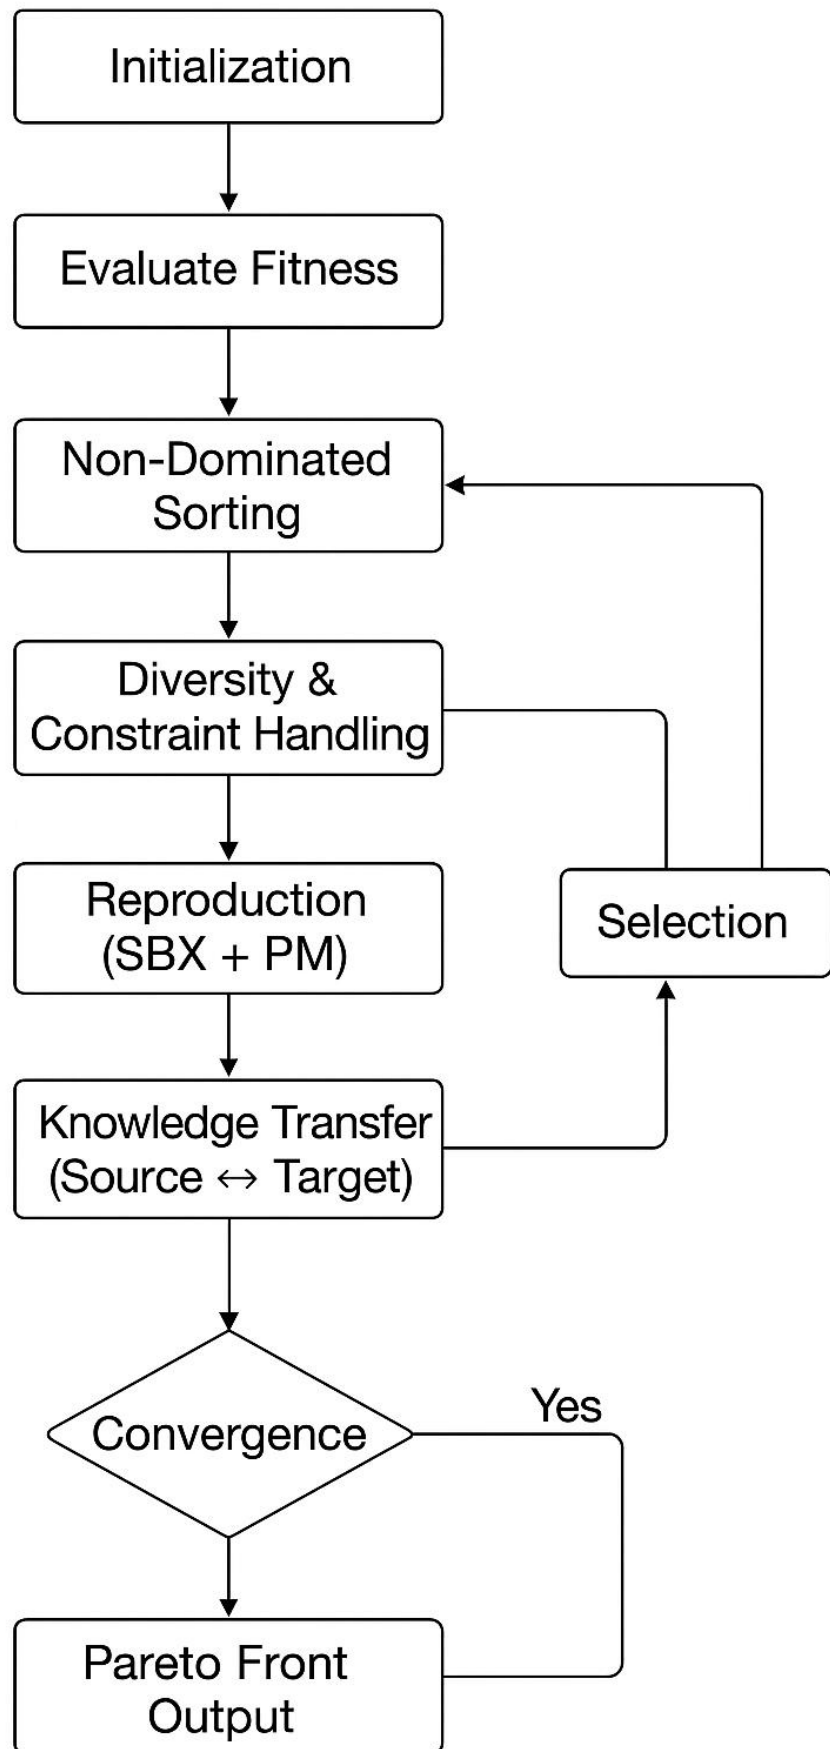 Initialization
Evaluate Fitness
Non-Dominated
Sorting
Diversity &
Constraint Handling
Reproduction
(SBX + PM)
Selection
Knowledge Transfer
(Source ↔ Target)
Convergence
Yes
Pareto Front
Output